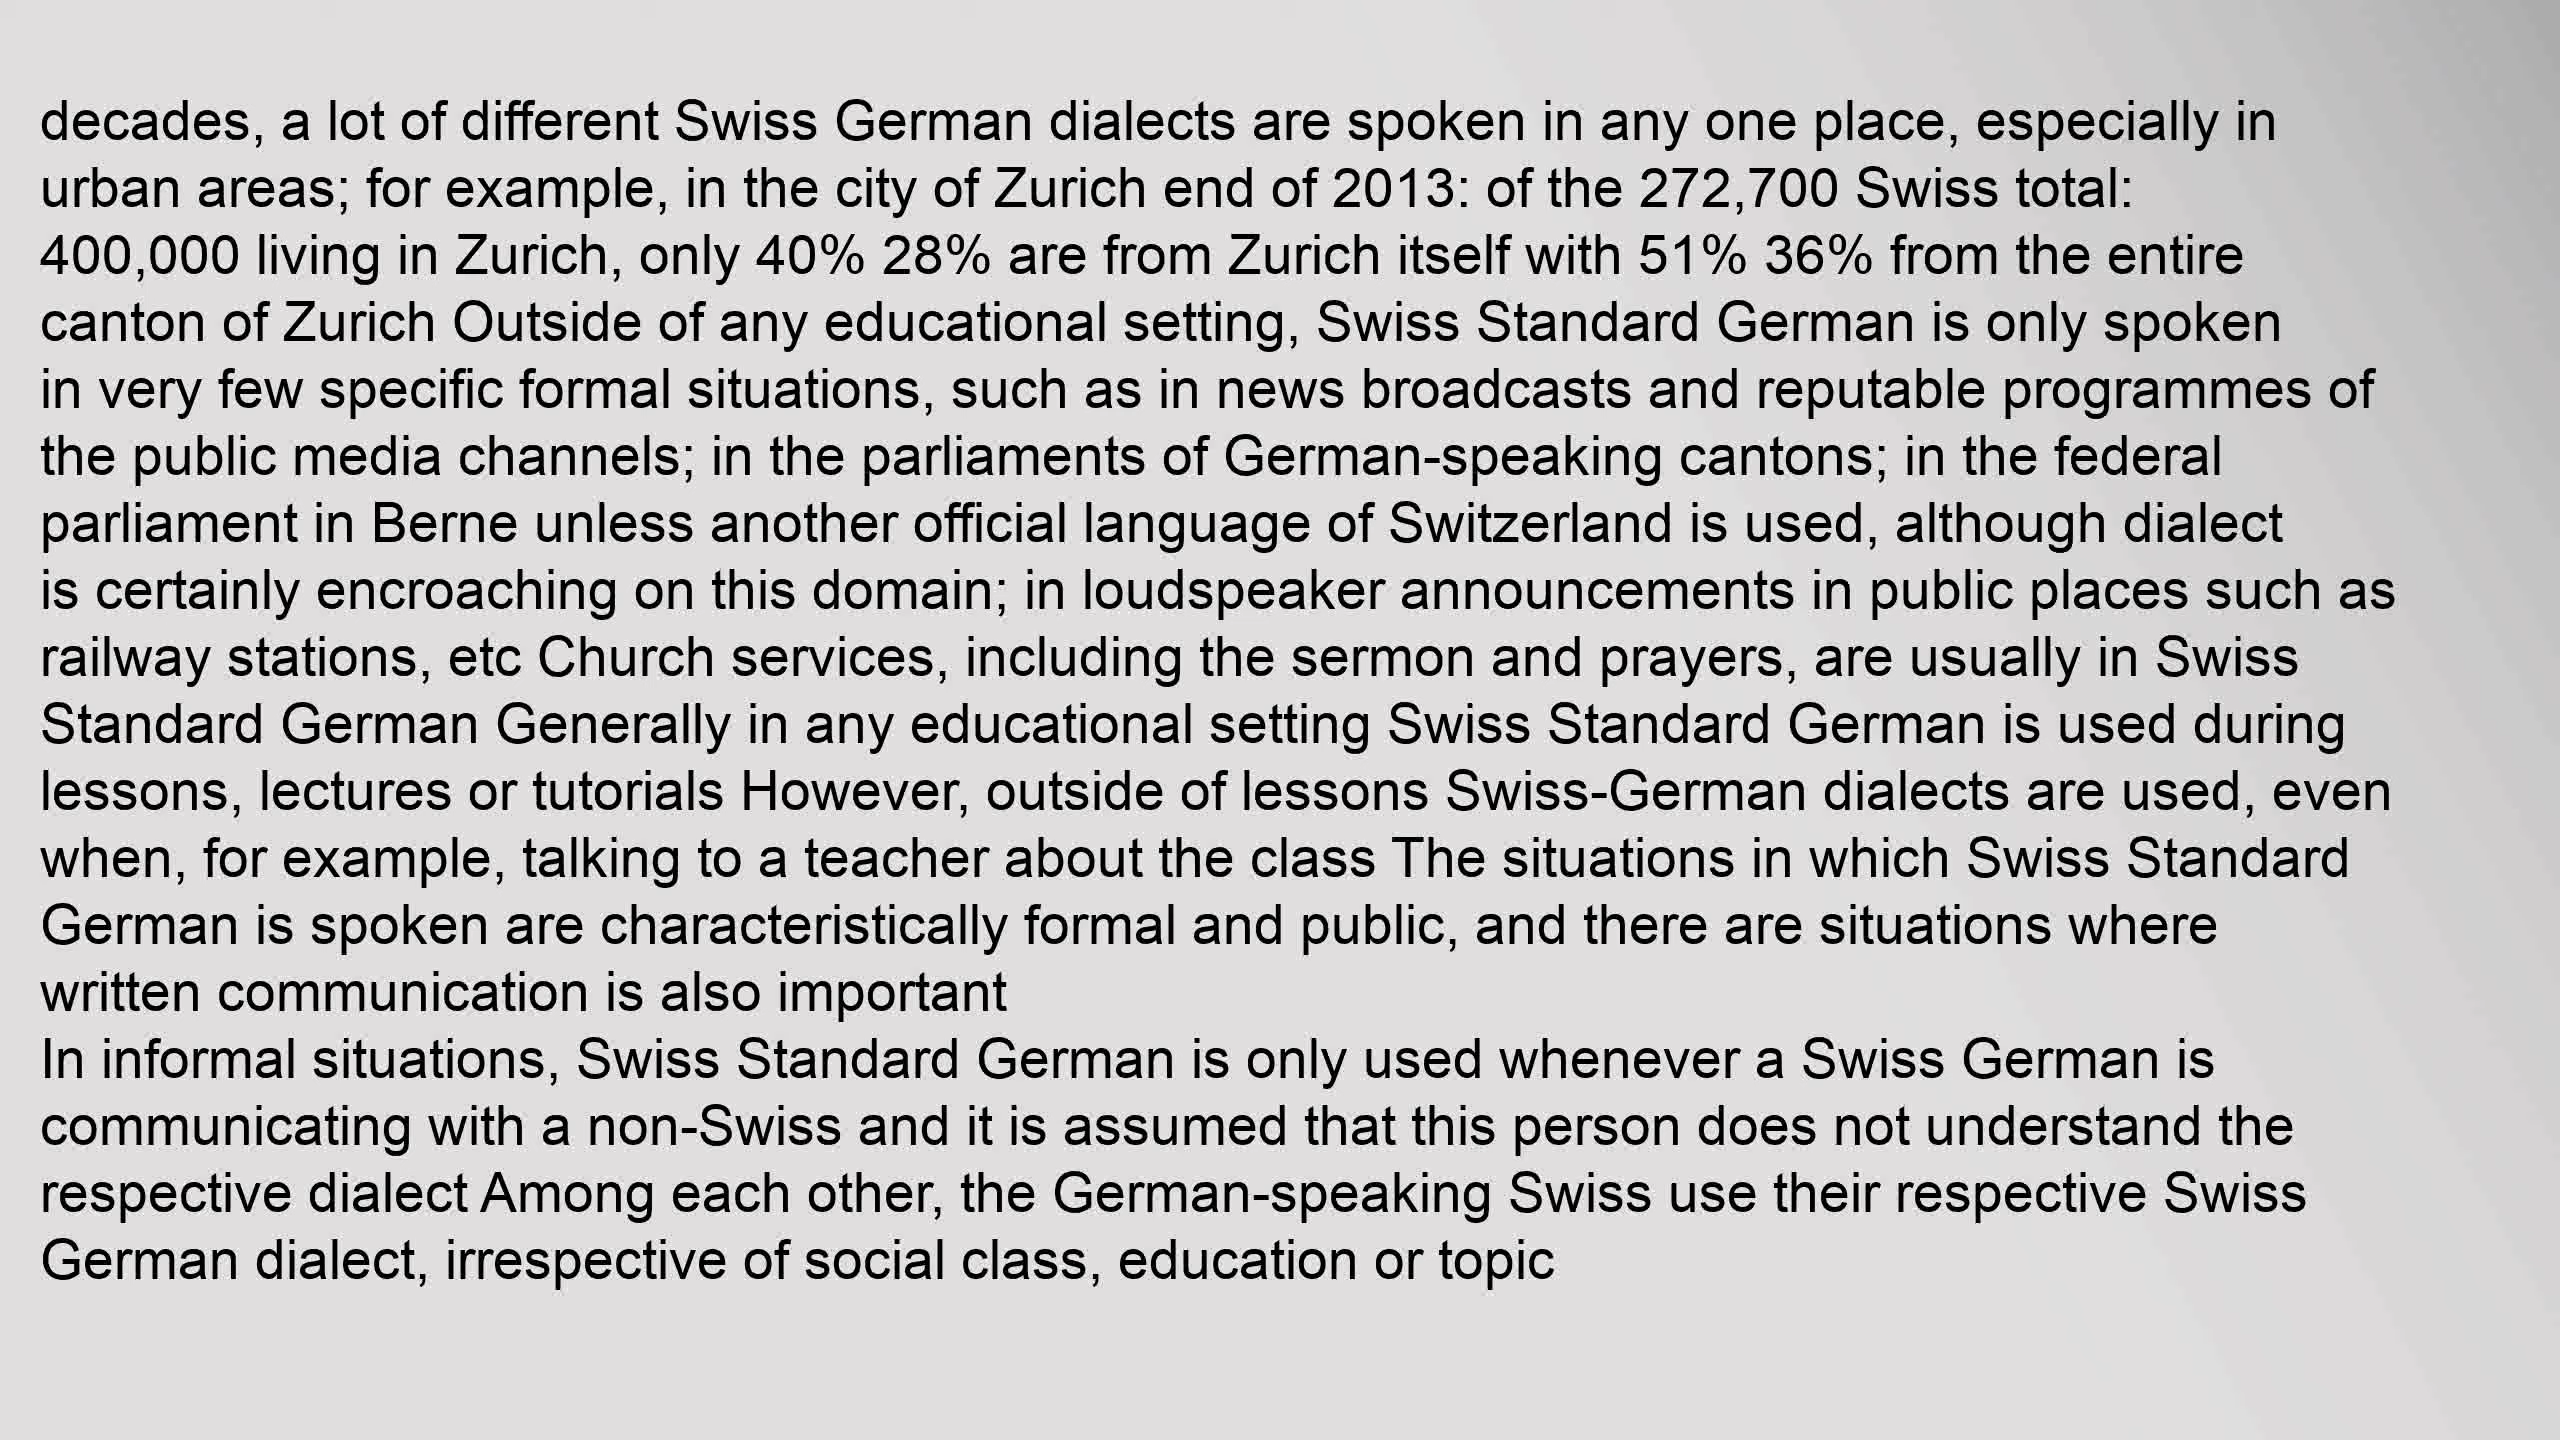 decades, a lot of different Swiss German dialects are spoken in any one place, especially in
urban areas; for example, in the city of Zurich end of 2013: of the 272,700 Swiss total:
400,000 living in Zurich, only 40% 28% are from Zurich itself with 51% 36% from the entire
canton of Zurich Outside of any educational setting, Swiss Standard German is only spoken
in very few specific formal situations, such as in news broadcasts and reputable programmes of
the public media channels; in the parliaments of German-speaking cantons; in the federal
parliament in Berne unless another official language of Switzerland is used, although dialect
is certainly encroaching on this domain; in loudspeaker announcements in public places such as
railway stations, etc Church services, including the sermon and prayers, are usually in Swiss
Standard German Generally in any educational setting Swiss Standard German is used during
lessons, lectures or tutorials However, outside of lessons Swiss-German dialects are used, even
when, for example, talking to a teacher about the class The situations in which Swiss Standard
German is spoken are characteristically formal and public, and there are situations where
written communication is also important
In informal situations, Swiss Standard German is only used whenever a Swiss German is
communicating with a non-Swiss and it is assumed that this person does not understand the
respective dialect Among each other, the German-speaking Swiss use their respective Swiss
German dialect, irrespective of social class, education or topic